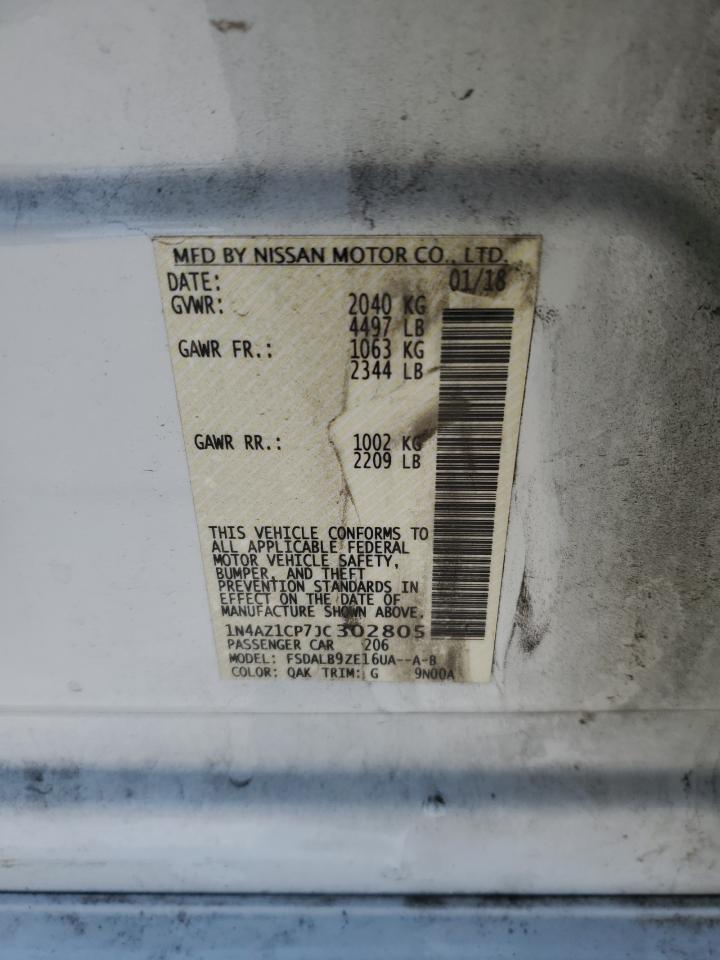 MFD BY NISSAN MOTOR CO., LTD.
DATE: 01/18
GVWR: 2040 KG
4497 LB
GAWR FR.: 1063 KG
2344 LB
GAWR RR.: 1002 KG
2209 LB
THIS VEHICLE CONFORMS TO
ALL APPLICABLE FEDERAL
MOTOR VEHICLE SAFETY,
BUMPER, AND THEFT
PREVENTION STANDARDS IN
EFFECT ON THE DATE OF
MANUFACTURE SHOWN ABOVE.
1N4AZ1CP7JC302805
PASSENGER CAR 206
MODEL: FSDALB9ZE16UA--A-B
COLOR: QAK TRIM: G 9N00A